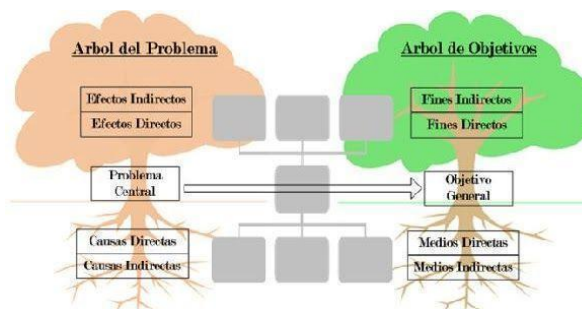 Arbol del Problema
Efectos Indirectos
Efectos Directos
Problema
Central
Causas Directas
Causas Indirectas
Arbol de Objetivos
Fines Indirectos
Fines Directos
Objetivo
General
Medios Directas
Medios Indirectas